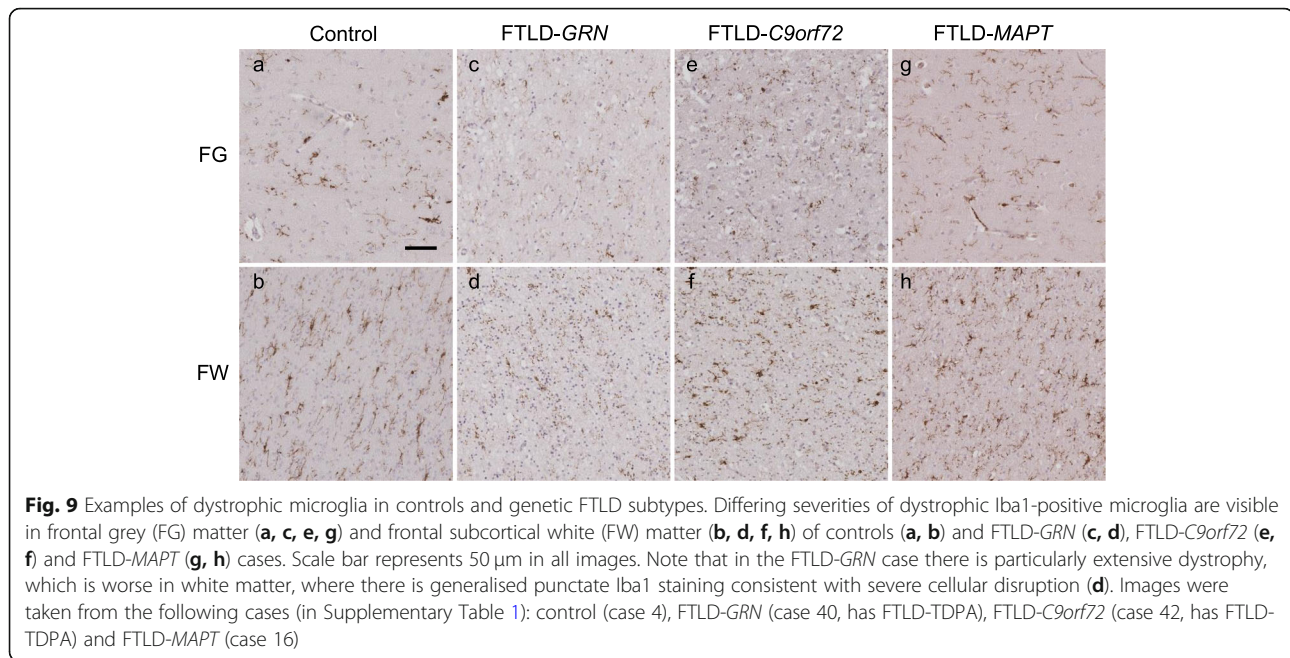 Control FTLD-GRN FTLD-C9orf72 FTLD-MAPT
a c e g
FG
b d f h
FW
Fig. 9 Examples of dystrophic microglia in controls and genetic FTLD subtypes. Differing severities of dystrophic Iba1-positive microglia are visible
in frontal grey (FG) matter (a, c, e, g) and frontal subcortical white (FW) matter (b, d, f, h) of controls (a, b) and FTLD-GRN (c, d), FTLD-C9orf72 (e,
f) and FTLD-MAPT (g, h) cases. Scale bar represents 50 μm in all images. Note that in the FTLD-GRN case there is particularly extensive dystrophy,
which is worse in white matter, where there is generalised punctate Iba1 staining consistent with severe cellular disruption (d). Images were
taken from the following cases (in Supplementary Table 1): control (case 4), FTLD-GRN (case 40, has FTLD-TDPA), FTLD-C9orf72 (case 42, has FTLD-
TDPA) and FTLD-MAPT (case 16)